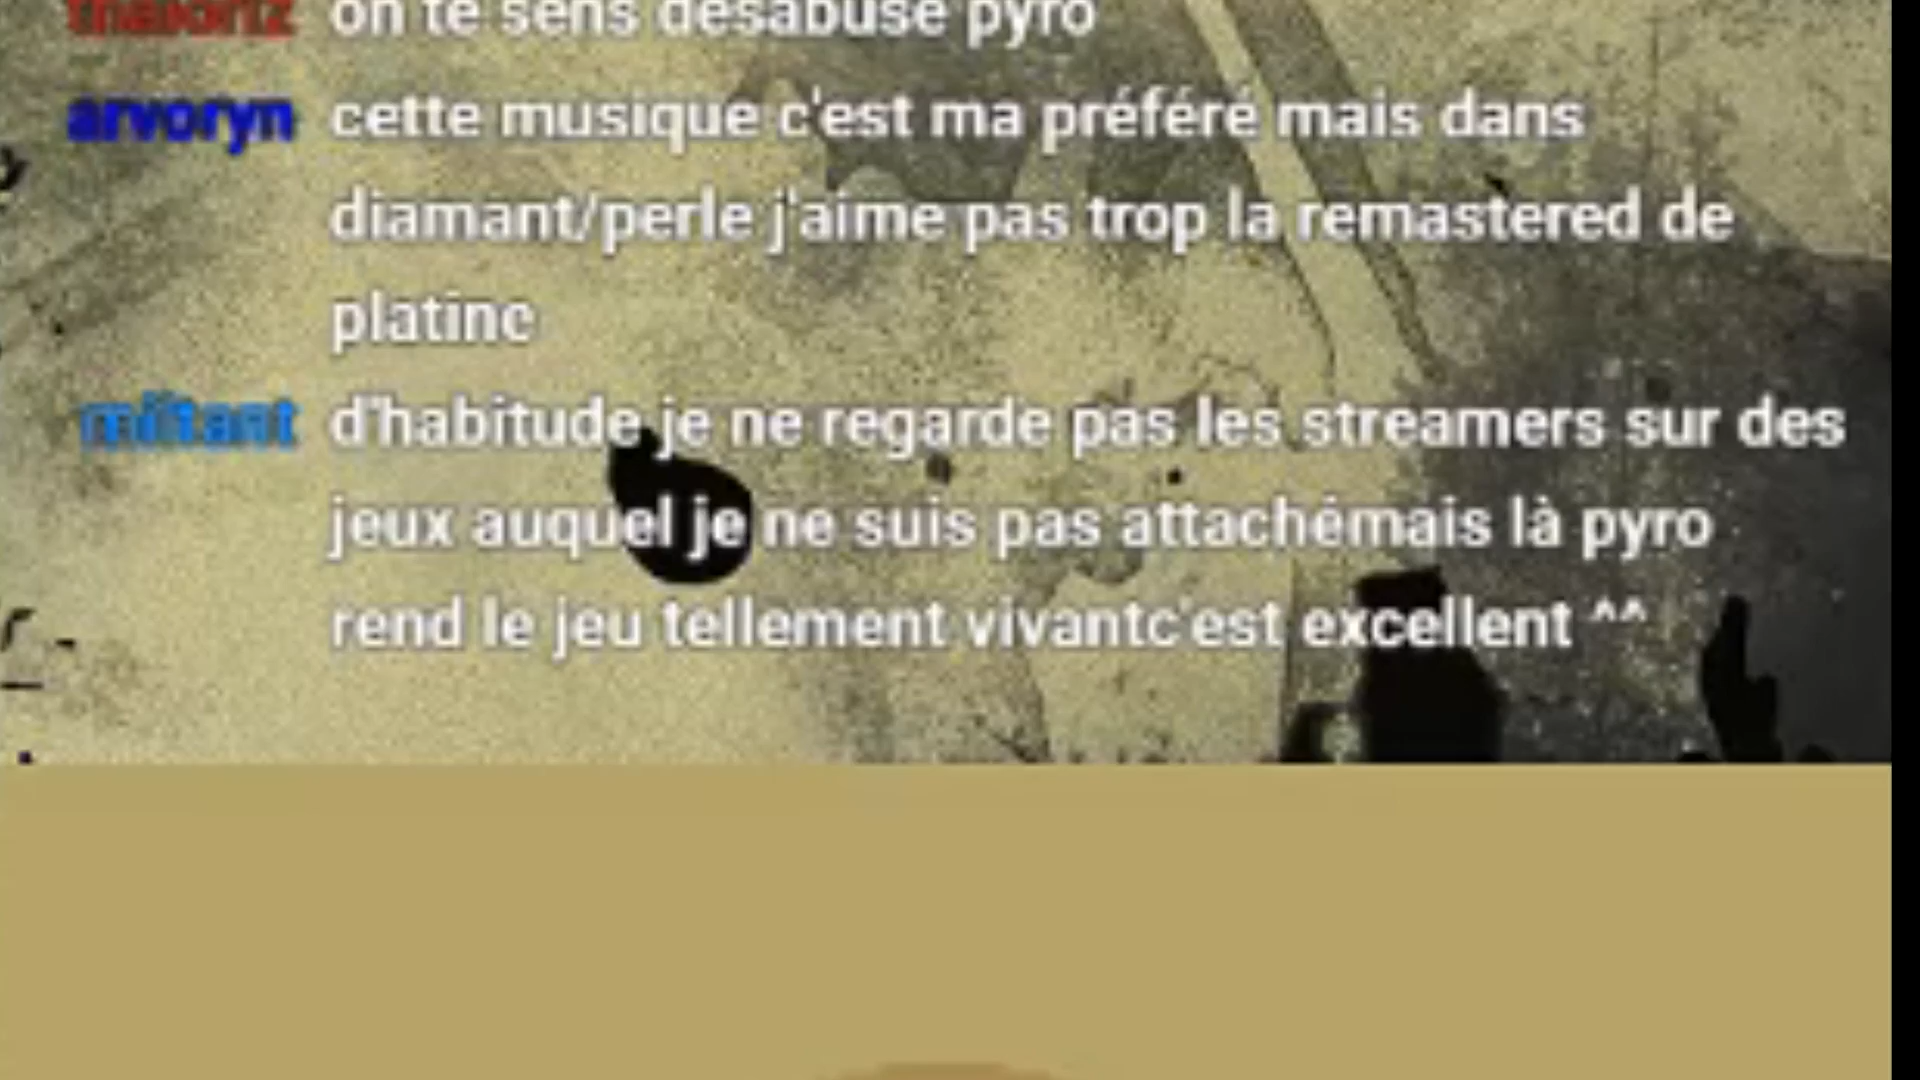 on te sens désabusé pyro
arvoryn cette musique c'est ma préféré mais dans
diamant/perle j'aime pas trop la remastered de
platine
d'habitude je ne regarde pas les streamers sur des
jeux auquel je ne suis pas attachémais là pyro
rend le jeu tellement vivantc'est excellent ^^